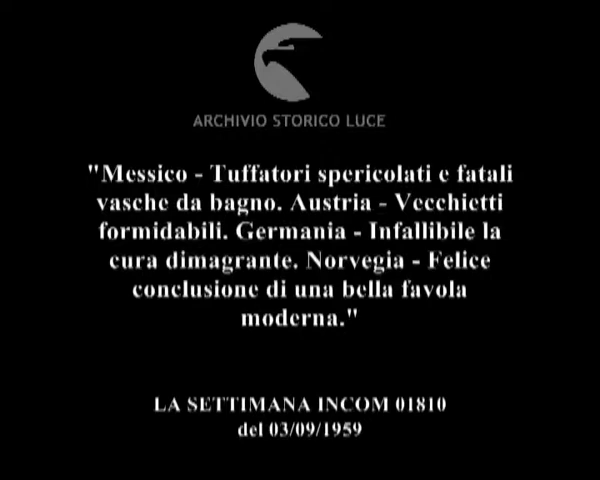 ARCHIVIO STORICO LUCE
"Messico - Tuffatori spericolati e fatali
vasche da bagno. Austria - Vecchietti
formidabili. Germania - Infallibile la
cura dimagrante. Norvegia - Felice
conclusione di una bella favola
moderna."
LA SETTIMANA INCOM 01810
del 03/09/1959